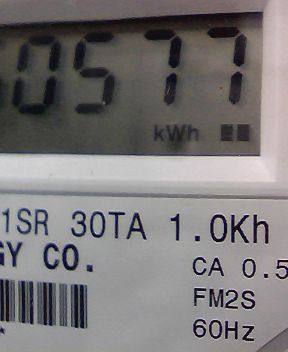 0577
kWh
1SR 30TA 1.0Kh
GY CO.
CA 0.5
FM2S
60Hz